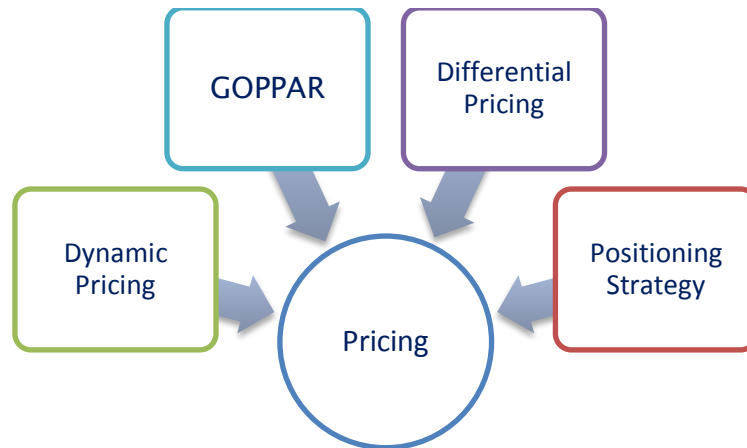 GOPPAR
Differential
Pricing
Dynamic
Pricing
Positioning
Strategy
Pricing